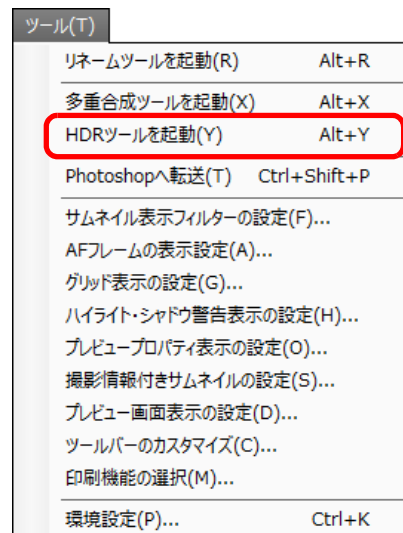 ツール(T)
リネームツールを起動(R) Alt+R
多重合成ツールを起動(X) Alt+X
HDRツールを起動(Y) Alt+Y
Photoshopへ転送(T) Ctrl+Shift+P
サムネイル表示フィルターの設定(F)...
AFフレームの表示設定(A)...
グリッド表示の設定(G)...
ハイライト・シャドウ警告表示の設定(H)...
プレビュープロパティ表示の設定(O)...
撮影情報付きサムネイルの設定(S)...
プレビュー画面表示の設定(D)...
ツールバーのカスタマイズ(C)...
印刷機能の選択(M)...
環境設定(P)... Ctrl+K